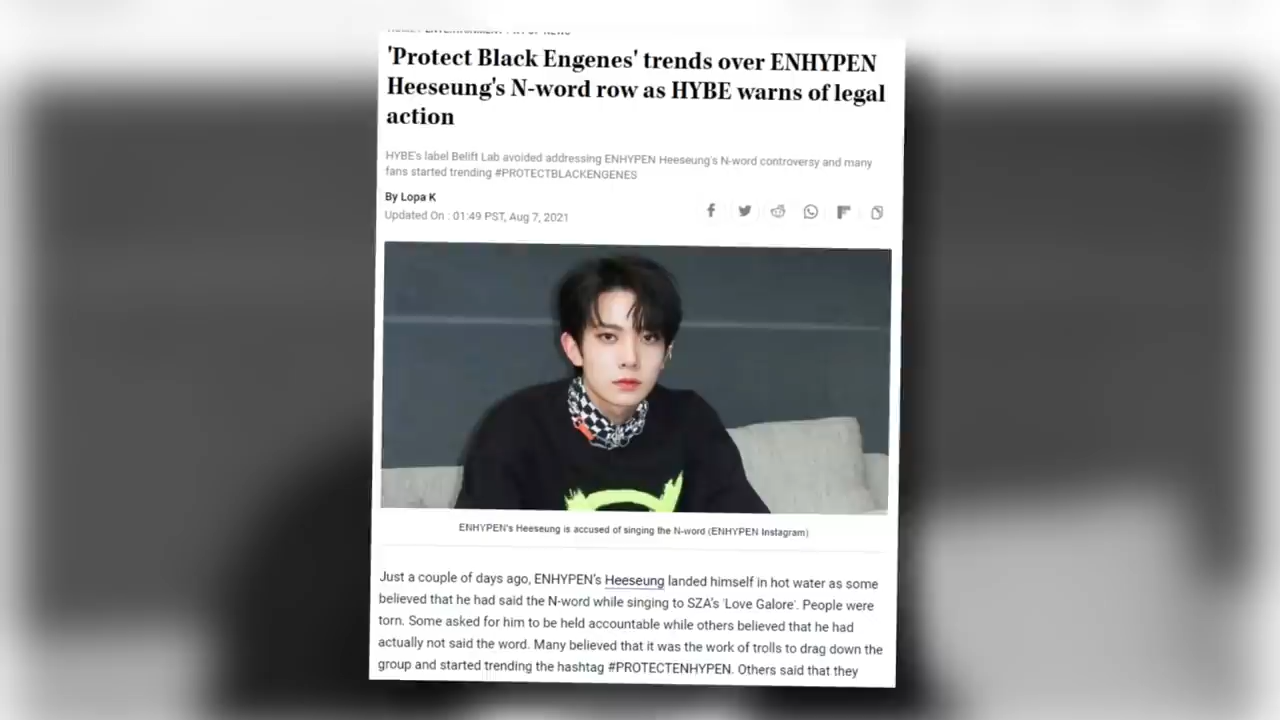 'Protect Black Engenes' trends over ENHYPEN
Heeseung's N-word row as HYBE warns of legal
action
HYBE's label Belift Lab avoided addressing ENHYPEN Heeseung's N-word controversy and many
fans started trending #PROTECTBLACKENGENES
By Lopa K
Updated On : 01:49 PST, Aug 7, 2021
ENHYPEN's Heeseung is accused of singing the N-word (ENHYPEN Instagram)
Just a couple of days ago, ENHYPEN's Heeseung landed himself in hot water as some
believed that he had said the N-word while singing to SZA's 'Love Galore'. People were
torn. Some asked for him to be held accountable while others believed that he had
actually not said the word. Many believed that it was the work of trolls to drag down the
group and started trending the hashtag #PROTECTENHYPEN. Others said that they